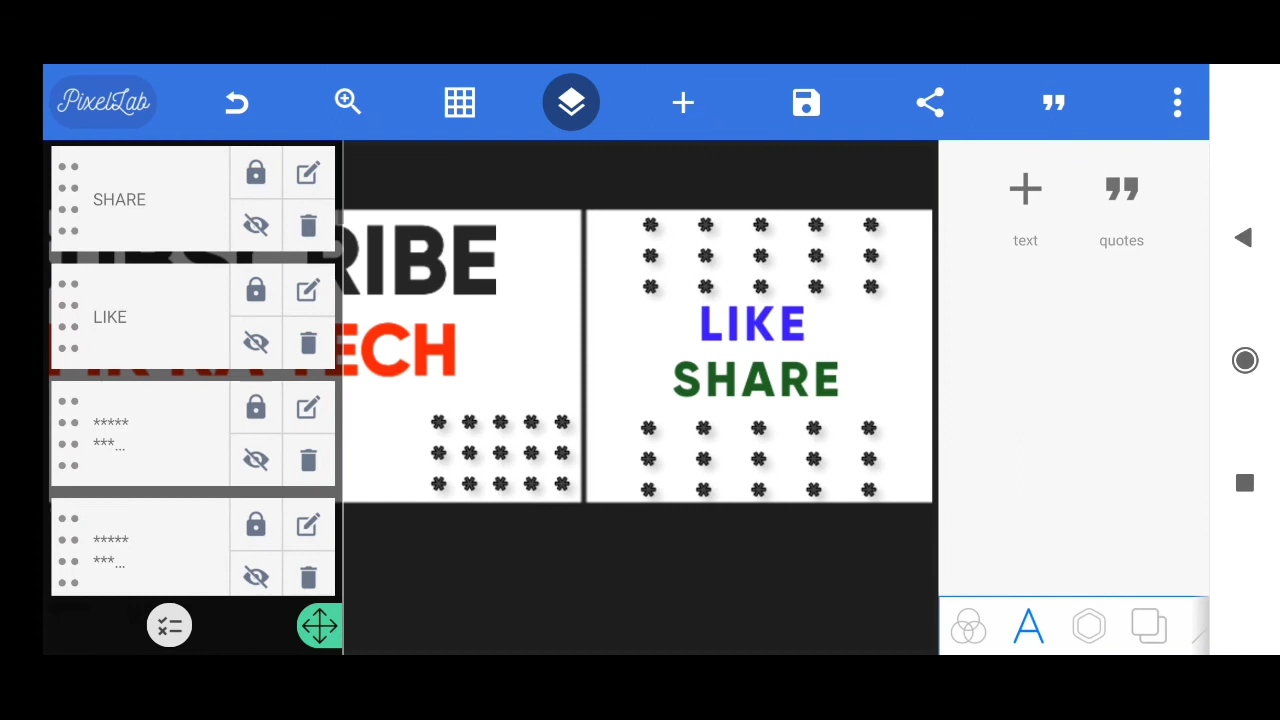 PixelLab
SHARE
LIKE
*****
***...
*****
***...
RIBE
ECH
LIKE
SHARE
text
quotes